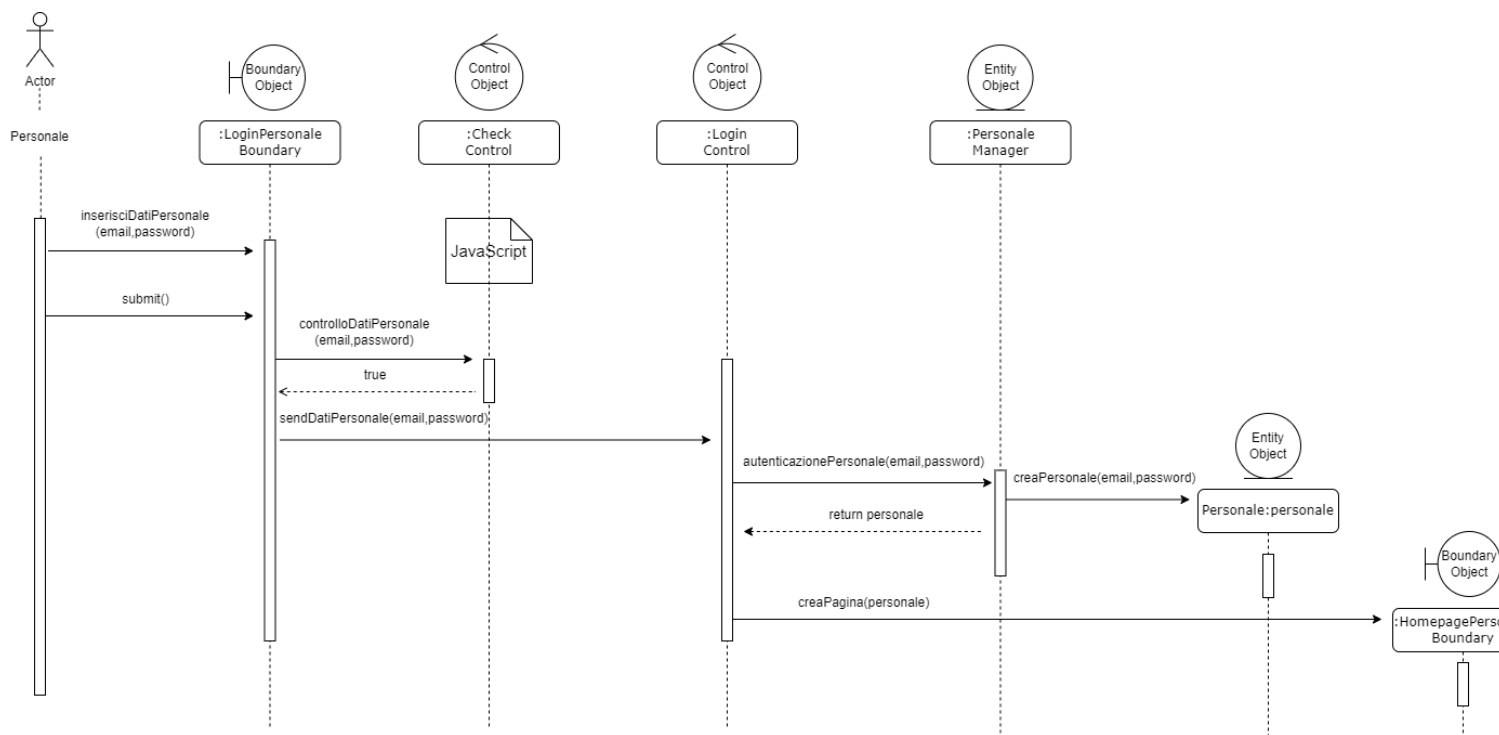 Actor
Personale
Boundary
Object
:LoginPersonale
Boundary
Control
Object
:Check
Control
Control
Object
:Login
Control
Entity
Object
:Personale
Manager
inserisciDatiPersonale
(email,password)
JavaScript
submit()
controlloDatiPersonale
(email,password)
true
sendDatiPersonale(email,password)
autenticazionePersonale(email,password)
creaPersonale(email,password)
Entity
Object
Personale:personale
return personale
Boundary
Object
creaPagina(personale)
:HomepagePerso
Boundary